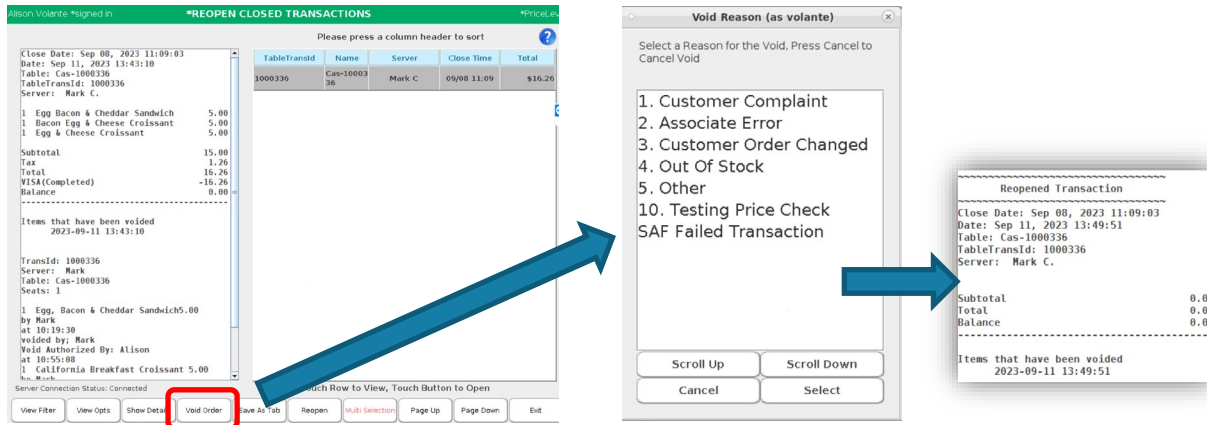 Alison Volante *signed in *REOPEN CLOSED TRANSACTIONS *PriceLev
Please press a column header to sort ?
Close Date: Sep 08, 2023 11:09:03
Date: Sep 11, 2023 13:43:10
Table: Cas-1000336
TableTransId: 1000336
Server: Mark C.
1 Egg Bacon & Cheddar Sandwich 5.00
1 Bacon Egg & Cheese Croissant 5.00
1 Egg & Cheese Croissant 5.00
Subtotal 15.00
Tax 1.26
Total 16.26
VISA(Completed) -16.26
Balance 0.00
Items that have been voided
2023-09-11 13:43:10
TransId: 1000336
Server: Mark
Table: Cas-1000336
Seats: 1
1 Egg, Bacon & Cheddar Sandwich5.00
by Mark
at 10:19:30
voided by; Mark
Void Authorized By: Alison
at 10:55:08
1 California Breakfast Croissant 5.00
by Mark
TableTransId Name Server Close Time Total
1000336 Cas-10003 Mark C 09/08 11:09 $16.26
36
Server Connection Status: Connected
ouch Row to View, Touch Button to Open
View Filter View Opts Show Detai Void Order Save As Tab Reopen Multi Selection Page Up Page Down Exit
Void Reason (as volante)
Select a Reason for the Void, Press Cancel to
Cancel Void
1. Customer Complaint
2. Associate Error
3. Customer Order Changed
4. Out Of Stock
5. Other
10. Testing Price Check
SAF Failed Transaction
Scroll Up Scroll Down
Cancel Select
Reopened Transaction
Close Date: Sep 08, 2023 11:09:03
Date: Sep 11, 2023 13:49:51
Table: Cas-1000336
TableTransId: 1000336
Server: Mark C.
Subtotal 0.0
Total 0.0
Balance 0.0
Items that have been voided
2023-09-11 13:49:51